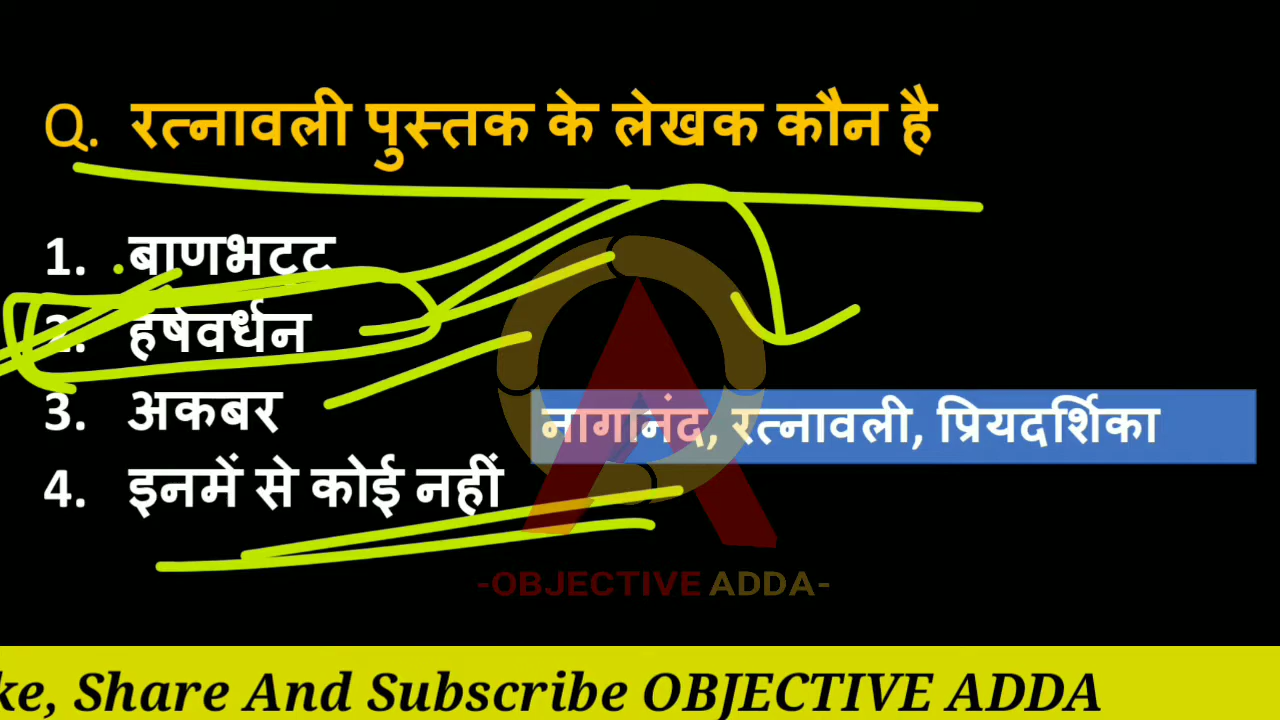 Q. रत्नावली पुस्तक के लेखक कौन है
1. बाणभट्ट
2. हर्षवर्धन
3. अकबर
नागानंद, रत्नावली, प्रियदर्शिका
4. इनमें से कोई नहीं
-OBJECTIVE ADDA-
ke, Share And Subscribe OBJECTIVE ADDA